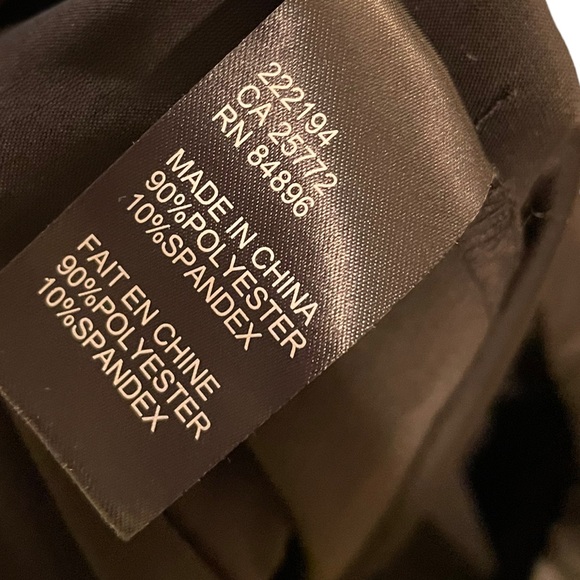 222194
CA 25772
RN 84896
MADE IN CHINA
90%POLYESTER
10%SPANDEX
FAIT EN CHINE
90%POLYESTER
10%SPANDEX